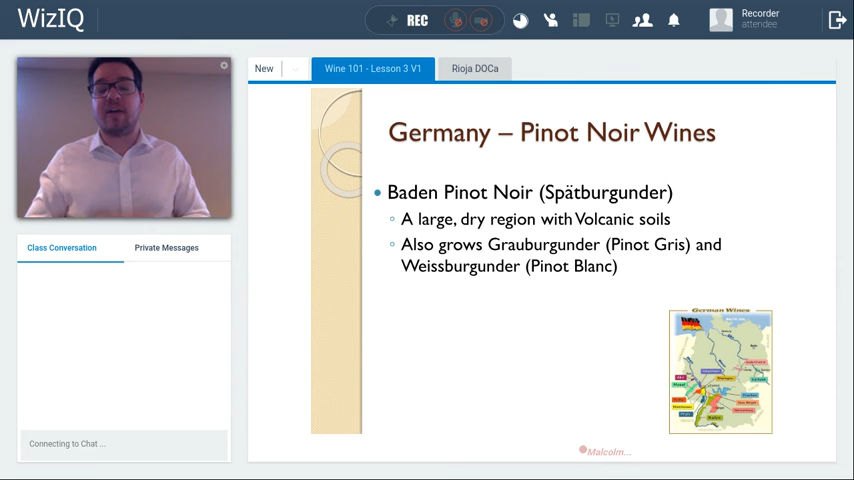 WizIQ
REC
Recorder
attendee
New
Wine 101 - Lesson 3 V1
Rioja DOCa
Germany – Pinot Noir Wines
Baden Pinot Noir (Spätburgunder)
A large, dry region with Volcanic soils
Also grows Grauburgunder (Pinot Gris) and
Weissburgunder (Pinot Blanc)
German Wines
Class Conversation
Private Messages
Connecting to Chat ...
Malcolm...